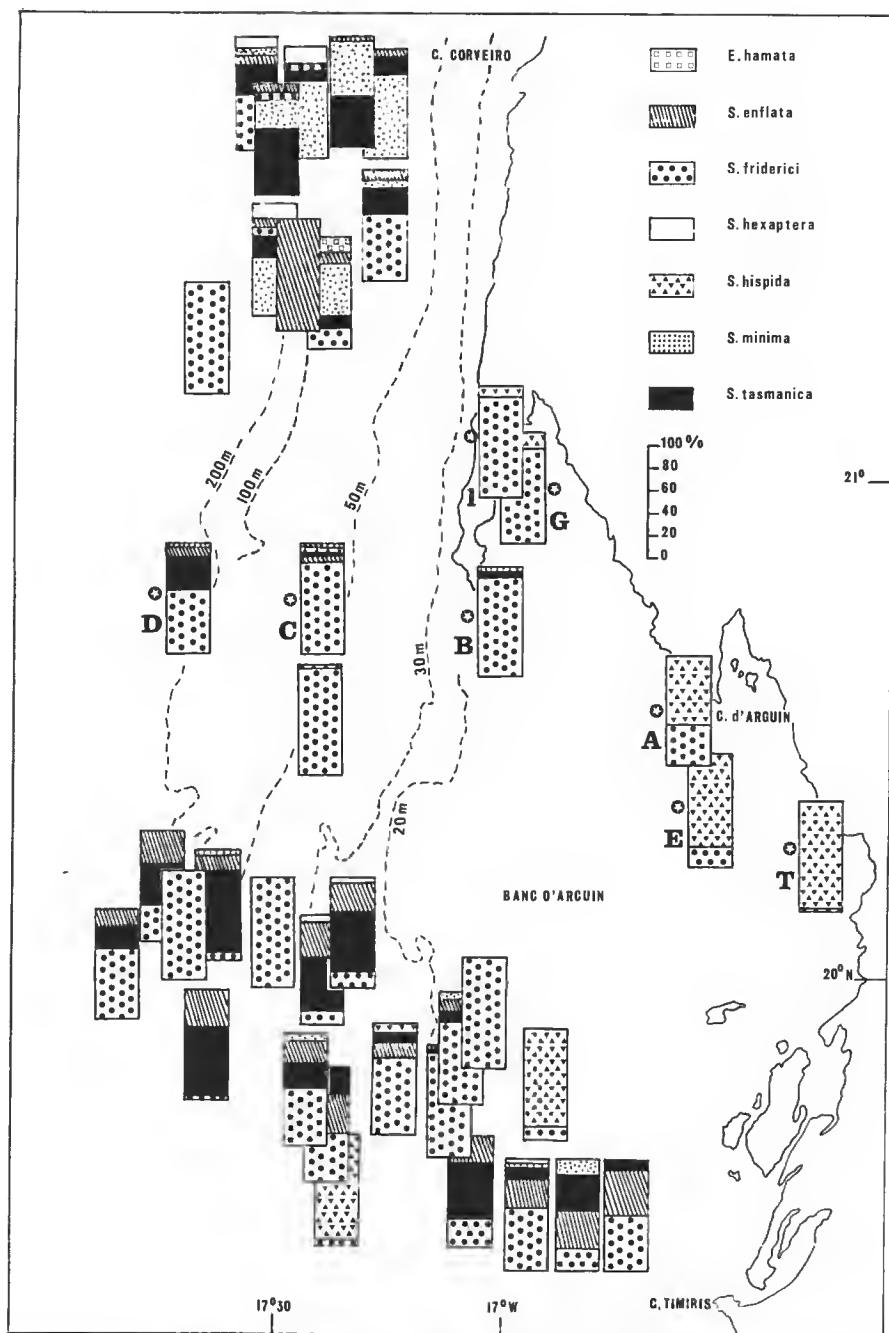 C. CORVEIRO
E. hamata
S. enflata
S. friderici
S. hexaptera
S. hispida
S. minima
S. tasmanica
100 %
80
60
40
20
0
21°
200m
100m
50m
30m
20m
1
G
D
C
B
A
C. d'ARGUIN
E
T
BANC D'ARGUIN
20°N
C. TIMIRIS
17°30
17°W